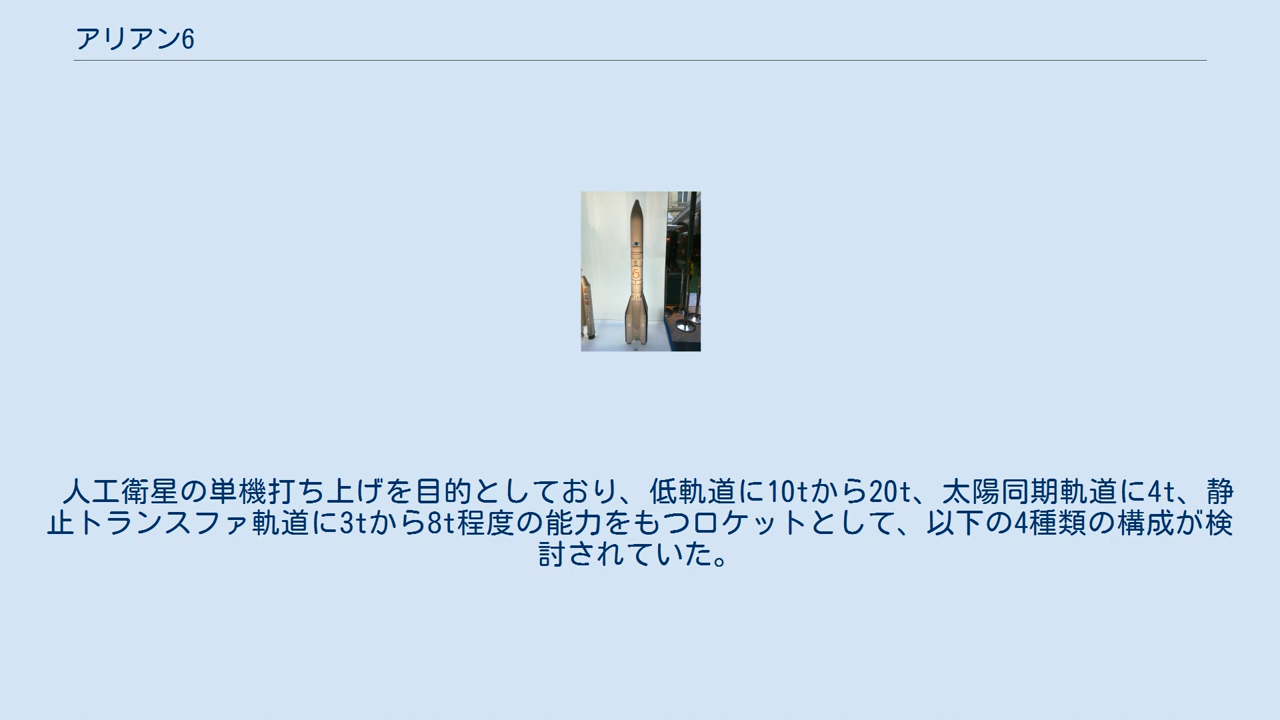 アリアン6
人工衛星の単機打ち上げを目的としており、低軌道に10tから20t、太陽同期軌道に4t、静
止トランスファ軌道に3tから8t程度の能力をもつロケットとして、以下の4種類の構成が検
討されていた。